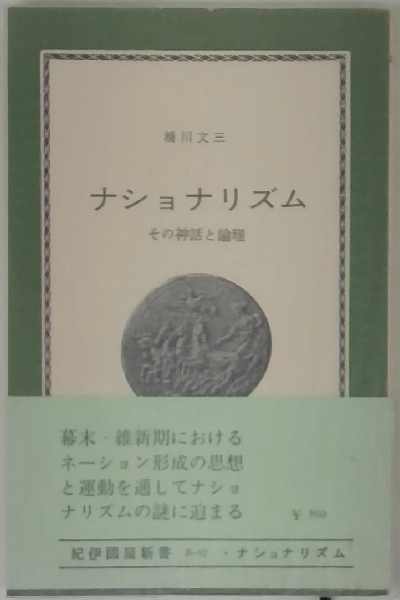 橋川文三
ナショナリズム
その神話と論理
幕末・維新期における
ネーション形成の思想
と運動を通してナショ
ナリズムの謎に迫まる
¥
紀伊國屋新書 ・ナショナリズム